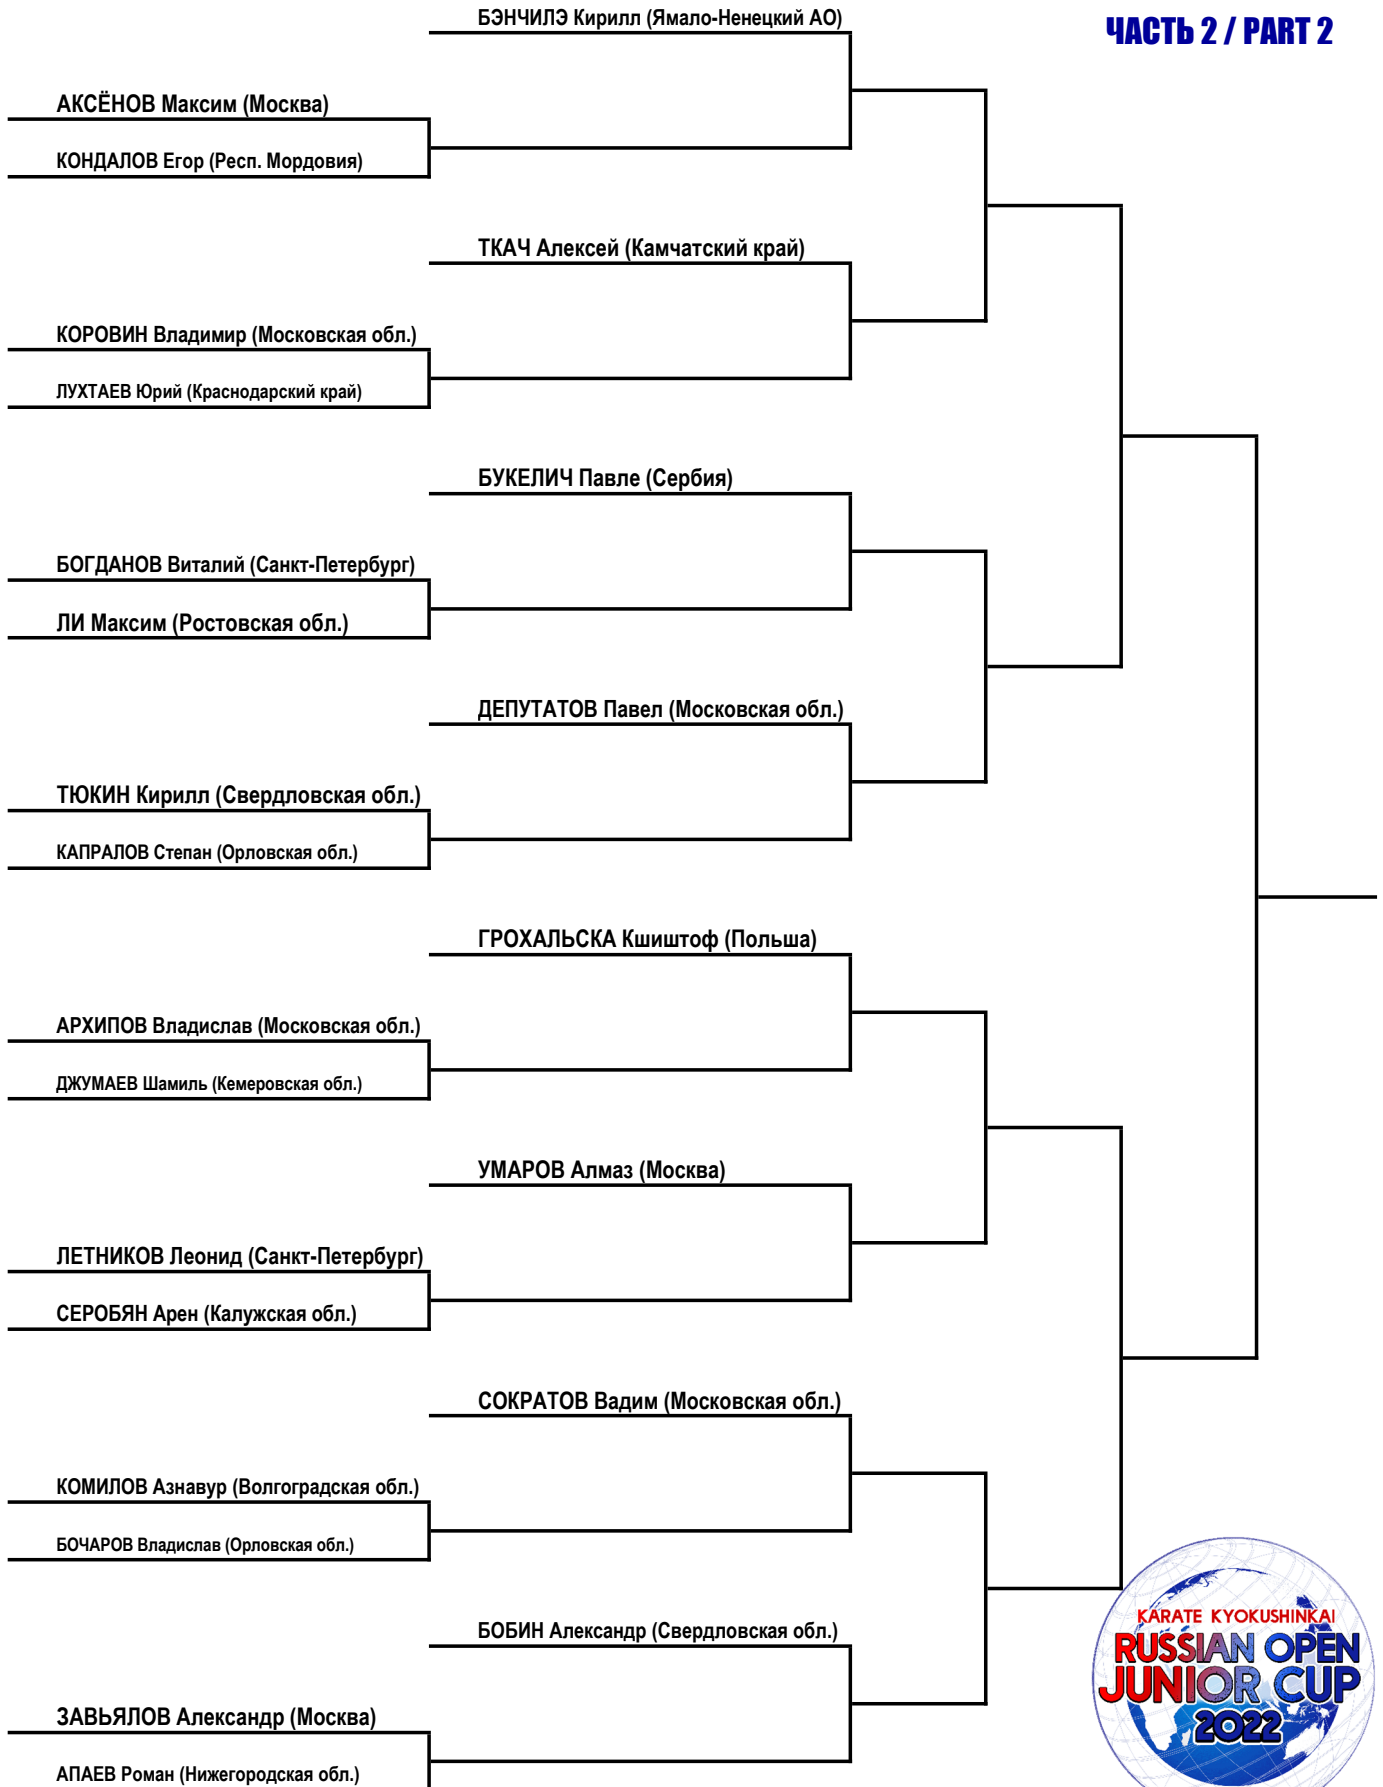 БЭНЧИЛЭ Кирилл (Ямало-Ненецкий АО)
ЧАСТЬ 2 / PART 2
АКСЁНОВ Максим (Москва)
КОНДАЛОВ Егор (Респ. Мордовия)
ТКАЧ Алексей (Камчатский край)
КОРОВИН Владимир (Московская обл.)
ЛУХТАЕВ Юрий (Краснодарский край)
БУКЕЛИЧ Павле (Сербия)
БОГДАНОВ Виталий (Санкт-Петербург)
ЛИ Максим (Ростовская обл.)
ДЕПУТАТОВ Павел (Московская обл.)
ТЮКИН Кирилл (Свердловская обл.)
КАПРАЛОВ Степан (Орловская обл.)
ГРОХАЛЬСКА Кшиштоф (Польша)
АРХИПОВ Владислав (Московская обл.)
ДЖУМАЕВ Шамиль (Кемеровская обл.)
УМАРОВ Алмаз (Москва)
ЛЕТНИКОВ Леонид (Санкт-Петербург)
СЕРОБЯН Арен (Калужская обл.)
СОКРАТОВ Вадим (Московская обл.)
КОМИЛОВ Азнавур (Волгоградская обл.)
БОЧАРОВ Владислав (Орловская обл.)
БОБИН Александр (Свердловская обл.)
ЗАВЬЯЛОВ Александр (Москва)
АПАЕВ Роман (Нижегородская обл.)
KARATE KYOKUSHINKAI
RUSSIAN OPEN
JUNIOR CUP
2022